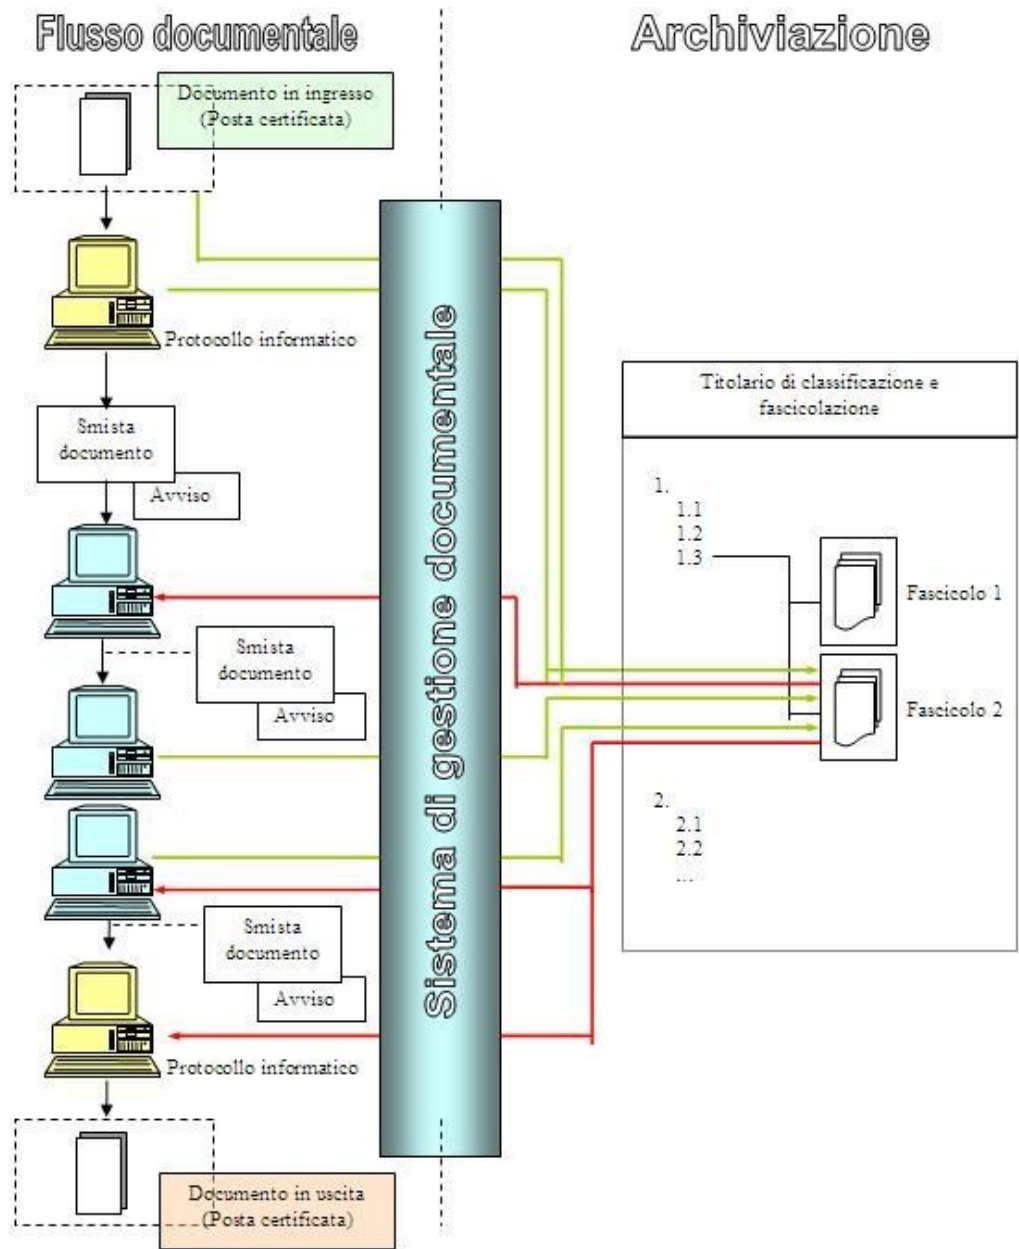 Flusso documentale
Archiviazione
Documento in ingresso
(Posta certificata)
Protocollo informatico
Smista
documento
Avviso
Smista
documento
Avviso
Smista
documento
Avviso
Protocollo informatico
Documento in uscita
(Posta certificata)
Sistema di gestione documentale
Titolario di classificazione e
fascicolazione
1.
1.1
1.2
1.3
Fascicolo 1
Fascicolo 2
2.
2.1
2.2
...